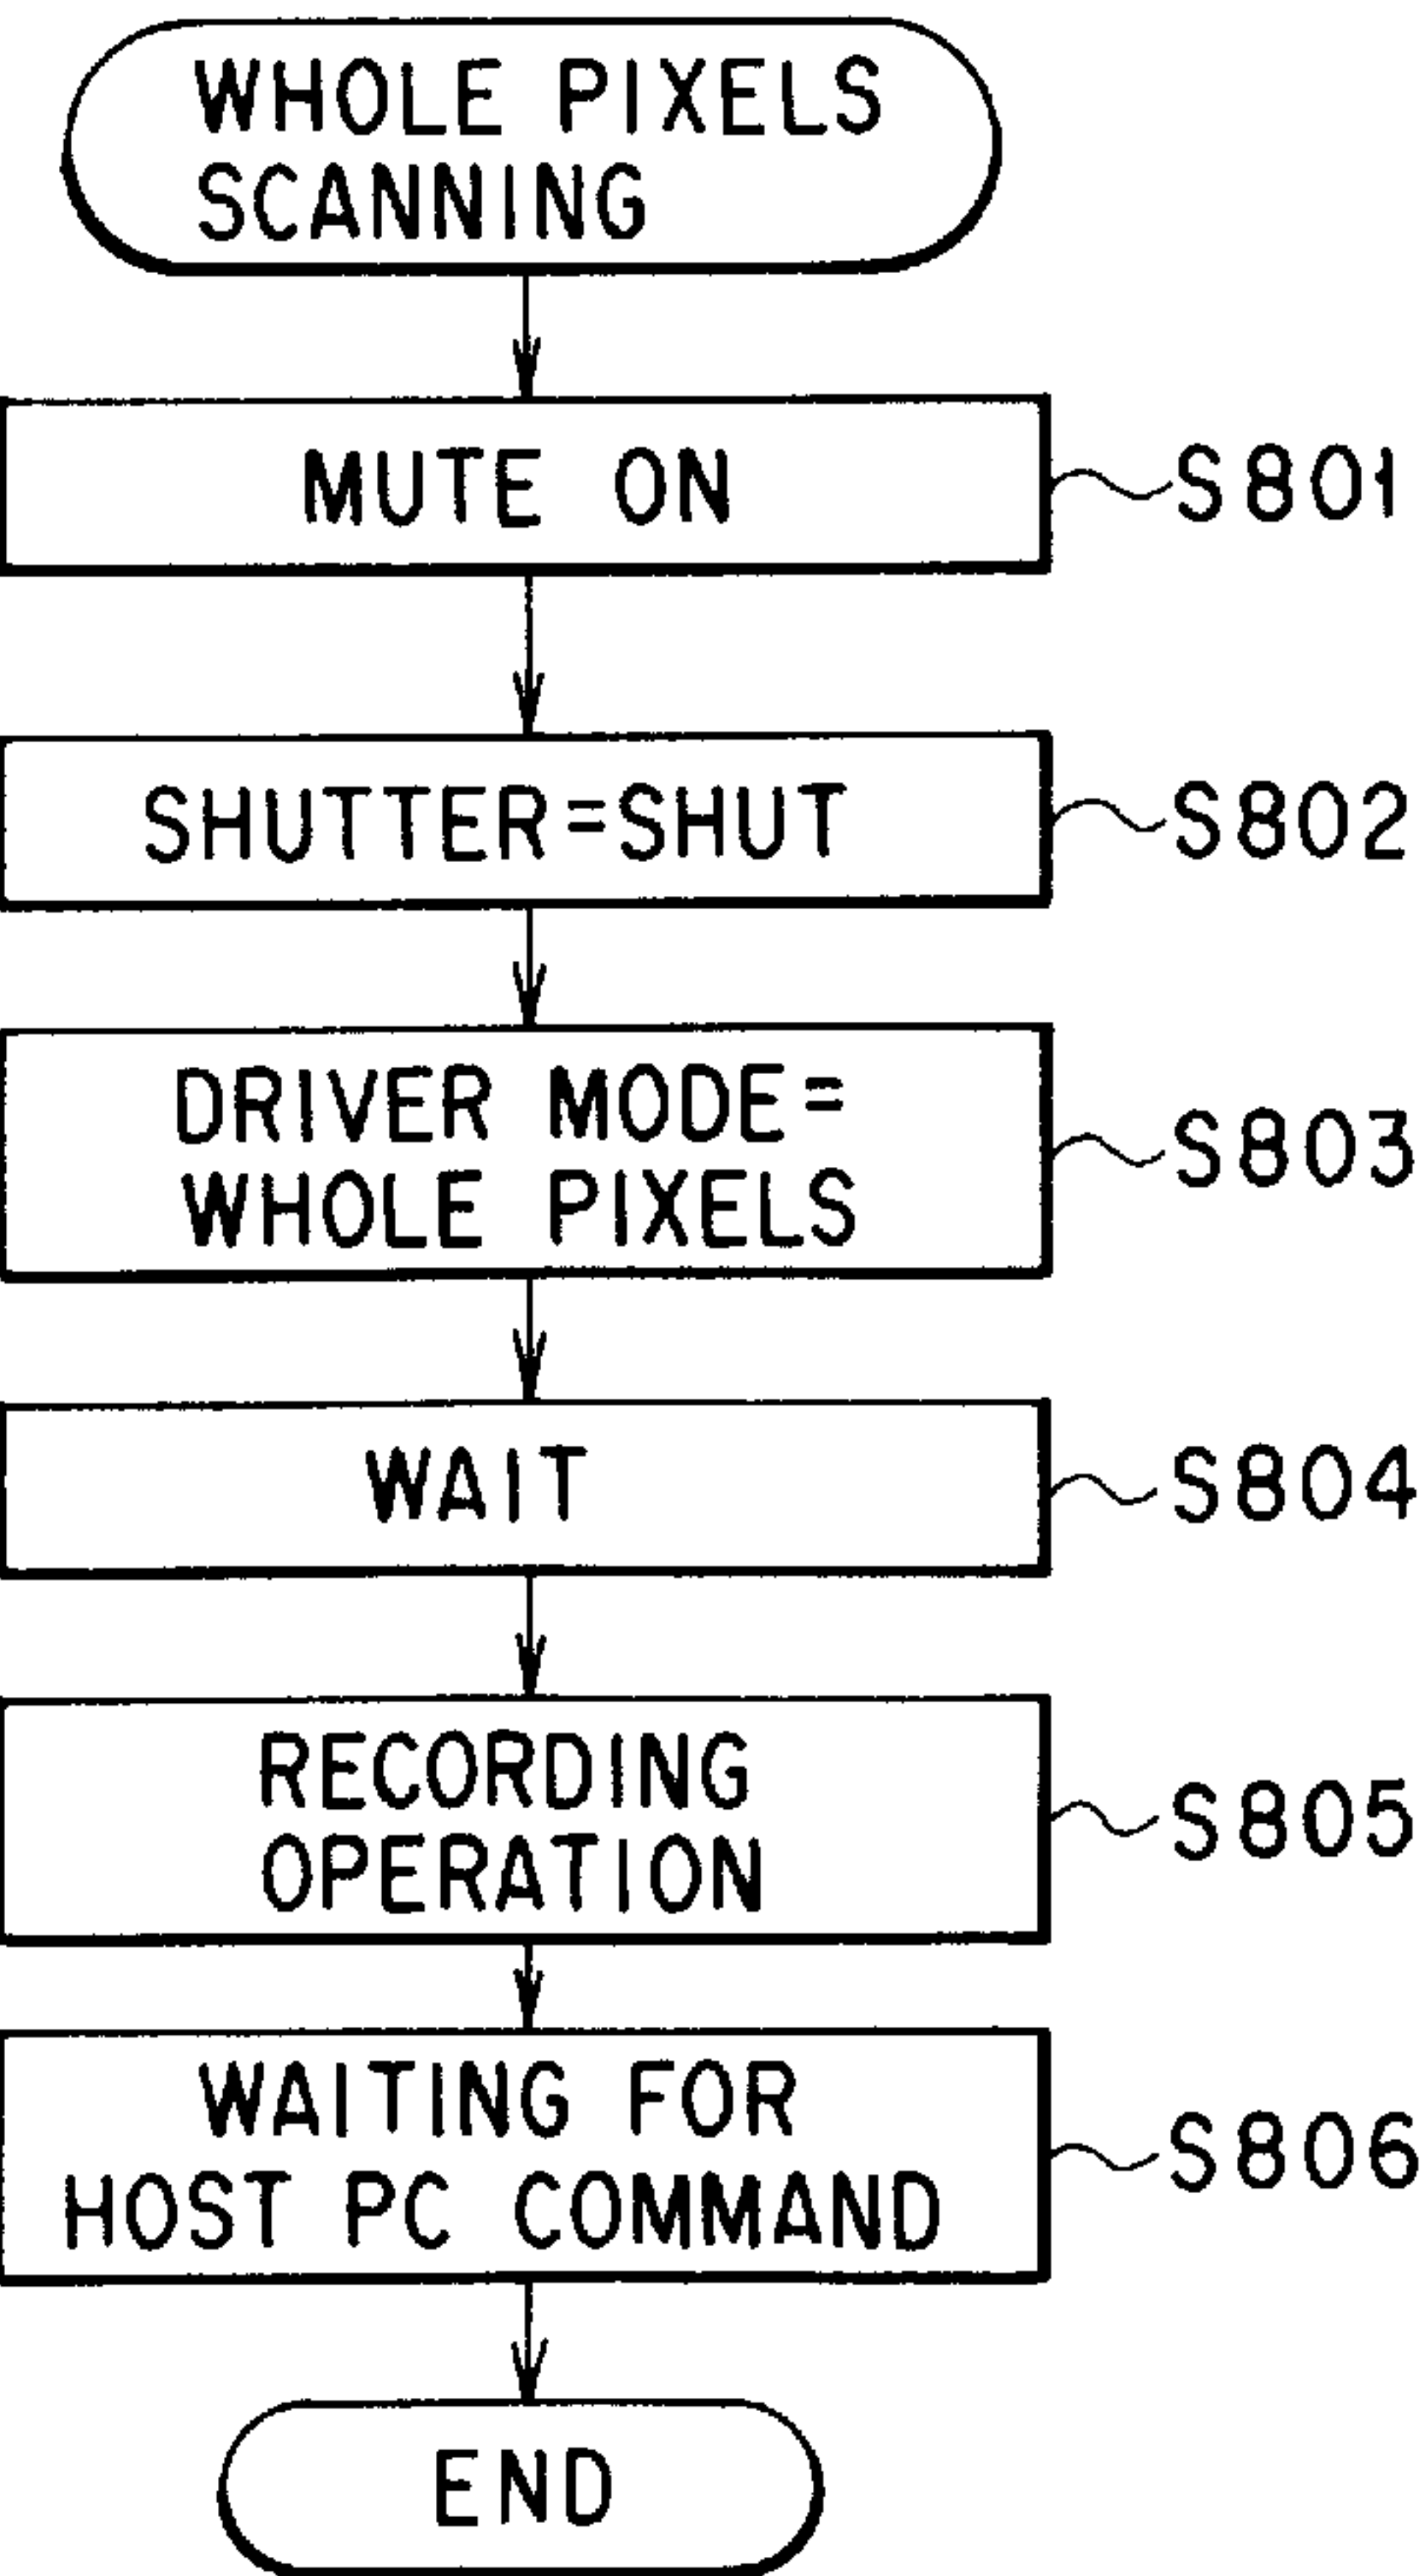 WHOLE PIXELS
SCANNING
MUTE ON
S801
SHUTTER=SHUT
S802
DRIVER MODE=
WHOLE PIXELS
S803
WAIT
S804
RECORDING
OPERATION
S805
WAITING FOR
HOST PC COMMAND
S806
END